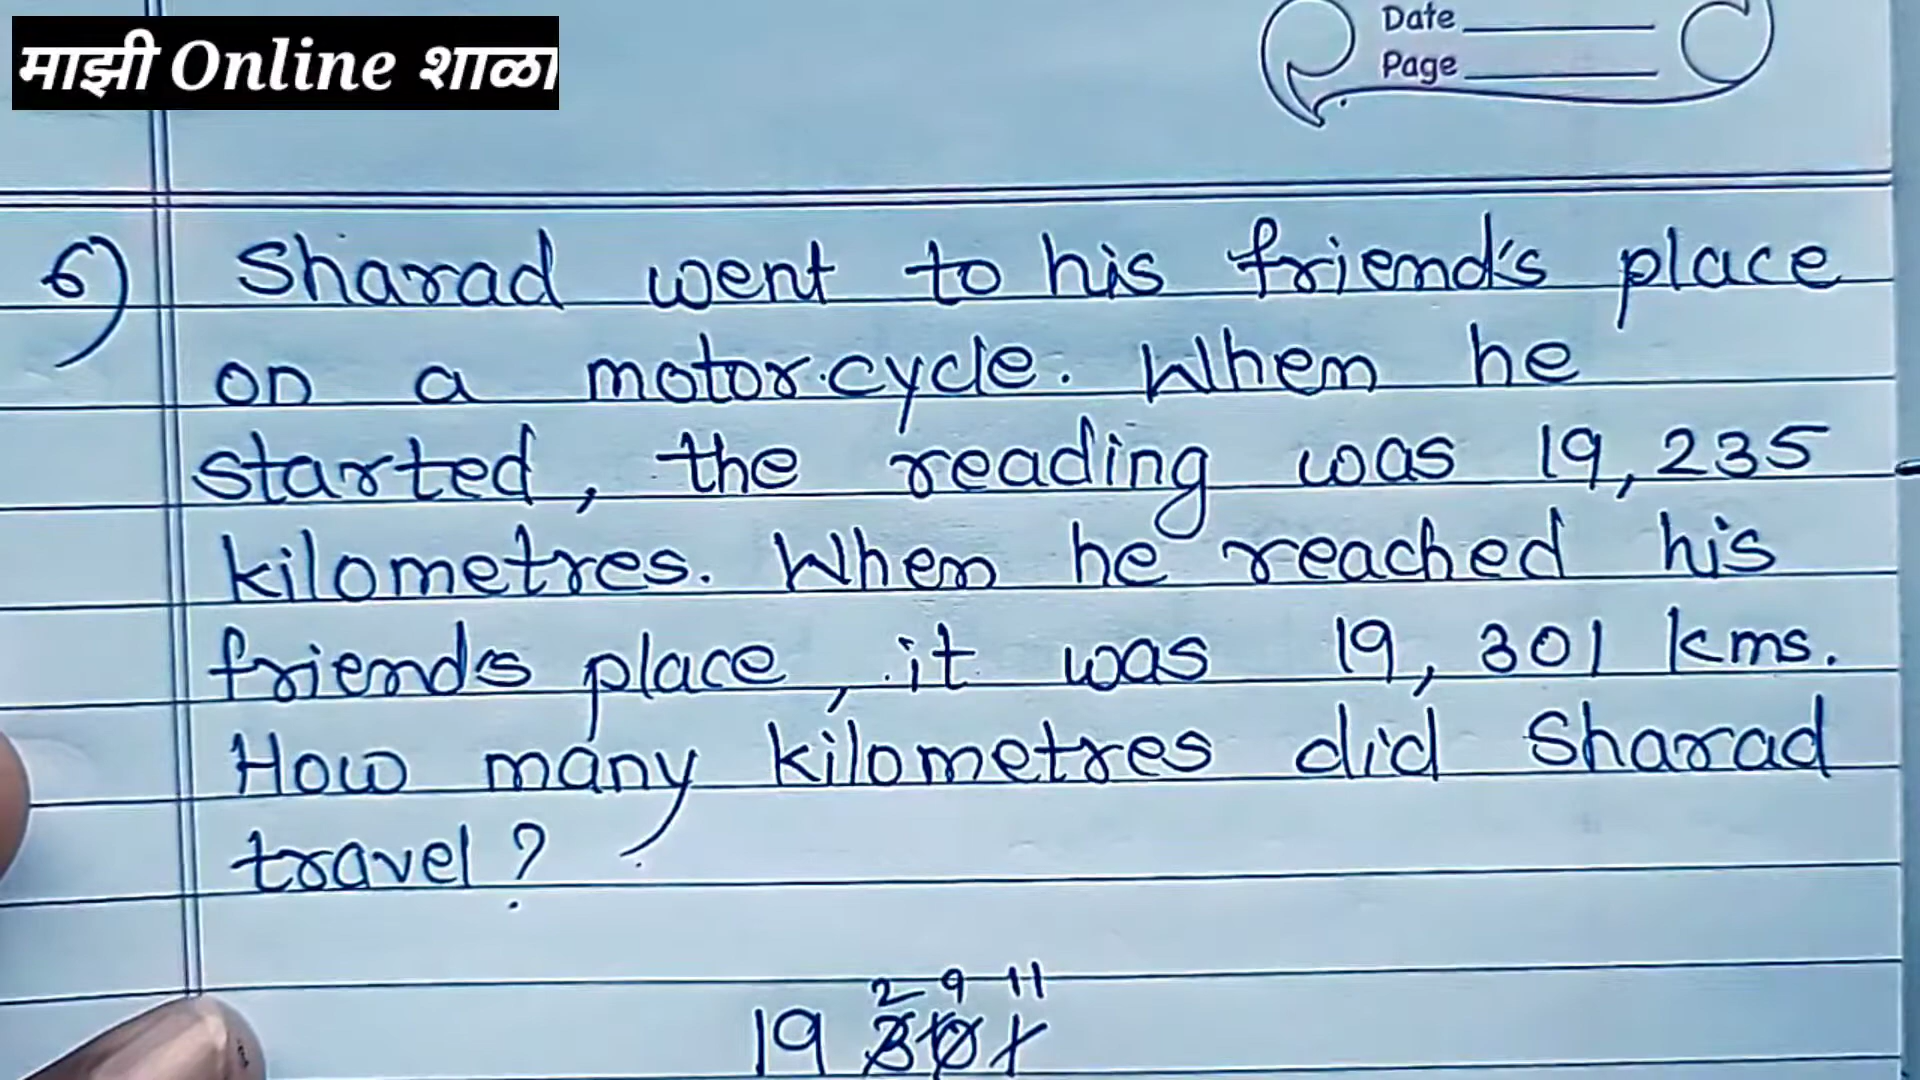 माझी Online शाळा
Date
Page
6) Sharad went to his friend's place
on a motor.cycle. When he
started, the reading was 19,235
kilometres. When he reached his
friends place, it was 19, 301 kms.
How many kilometres did Sharad
travel?
2 9 11
19 301